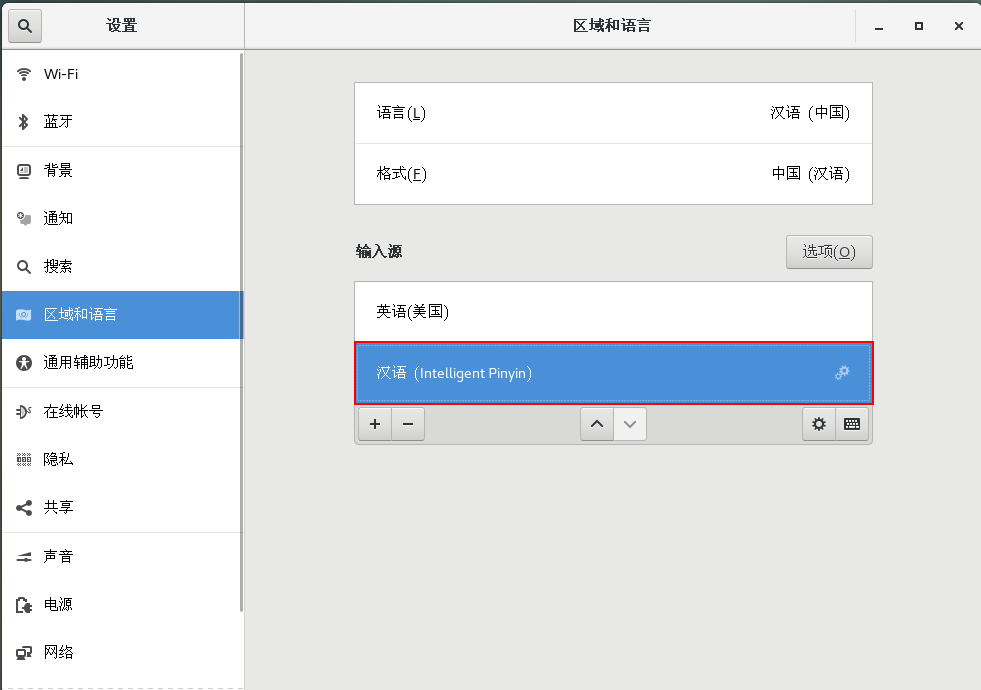 设置
区域和语言
Wi-Fi
蓝牙
背景
通知
搜索
区域和语言
通用辅助功能
在线帐号
隐私
共享
声音
电源
网络
语言(L) 汉语 (中国)
格式(F) 中国 (汉语)
输入源 选项(O)
英语(美国)
汉语 (Intelligent Pinyin)